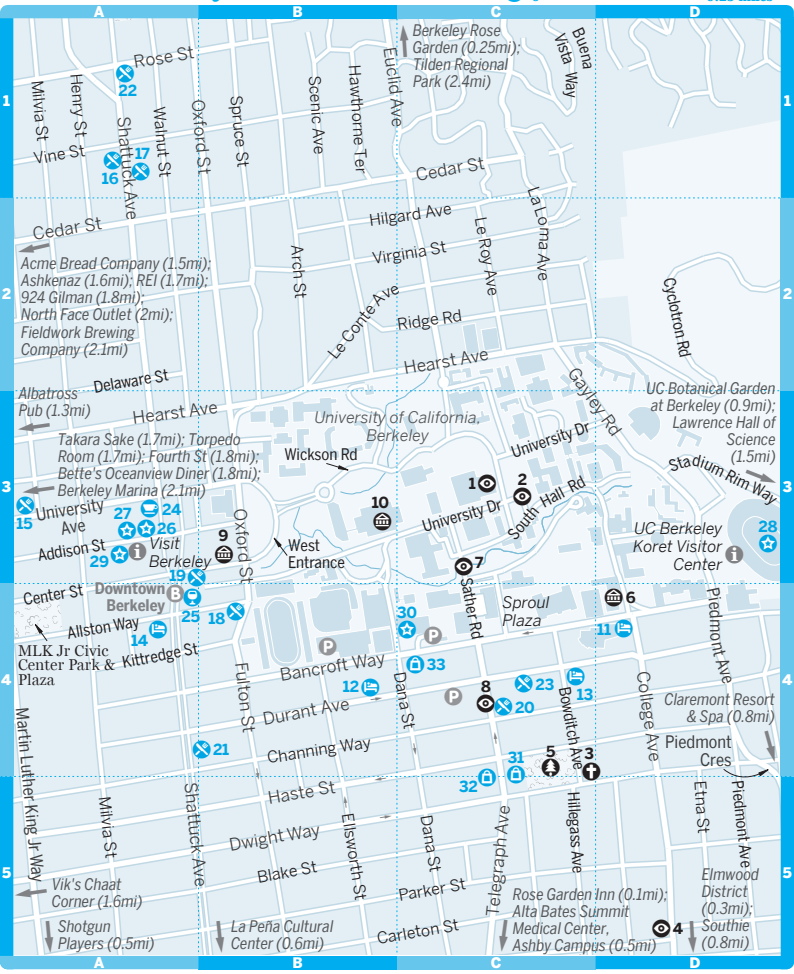 A
B
C
D
Berkeley Rose
Garden (0.25mi);
Tilden Regional
Park (2.4mi)
Buena
Vista Way
Rose St
Euclid Ave
22
1
1
Milvia St
Henry St
Shattuck Ave
Walnut St
Oxford St
Spruce St
Scenic Ave
Hawthorne Ter
Vine St
17
16
Cedar St
La Loma Ave
Cedar St
Hilgard Ave
Le Roy Ave
Virginia St
Arch St
Acme Bread Company (1.5mi);
Ashkenaz (1.6mi); REI (1.7mi);
924 Gilman (1.8mi);
North Face Outlet (2mi);
Fieldwork Brewing
Company (2.1mi)
2
2
Cyclotron Rd
Le Conte Ave
Ridge Rd
Hearst Ave
Delaware St
Gayley Rd
Albatross
Pub (1.3mi)
UC Botanical Garden
at Berkeley (0.9mi);
Lawrence Hall of
Science
(1.5mi)
Hearst Ave
University of California,
Berkeley
University Dr
Takara Sake (1.7mi); Torpedo
Room (1.7mi); Fourth St (1.8mi);
Bette's Oceanview Diner (1.8mi);
Berkeley Marina (2.1mi)
Wickson Rd
Stadium Rim Way
3
3
1
2
South Hall Rd
15
University
Ave
24
27
26
10
University Dr
28
Oxford St
9
Addison St
29
Visit
Berkeley
West
Entrance
UC Berkeley
Koret Visitor
Center
i
i
7
19
Center St
Downtown
Berkeley
B
25
18
Sather Rd
Sproul
Plaza
6
Piedmont Ave
Allston Way
14
30
11
MLK Jr Civic
Center Park &
Plaza
Kittredge St
P
P
4
4
Bancroft Way
33
Fulton St
12
Dana St
P
8
23
20
13
Bowditch Ave
College Ave
Claremont Resort
& Spa (0.8mi)
Durant Ave
Martin Luther King Jr Way
21
Channing Way
Piedmont
Cres
5
3
31
32
Haste St
Milvia St
Shattuck Ave
Ellsworth St
Dana St
Telegraph Ave
Hillegass Ave
Etna St
Piedmont Ave
Dwight Way
5
5
Blake St
Parker St
Vik's Chaat
Corner (1.6mi)
Elmwood
District
(0.3mi);
Southie
(0.8mi)
Rose Garden Inn (0.1mi);
Alta Bates Summit
Medical Center,
Ashby Campus (0.5mi)
Shotgun
Players (0.5mi)
La Peña Cultural
Center (0.6mi)
Carleton St
4
A
B
C
D